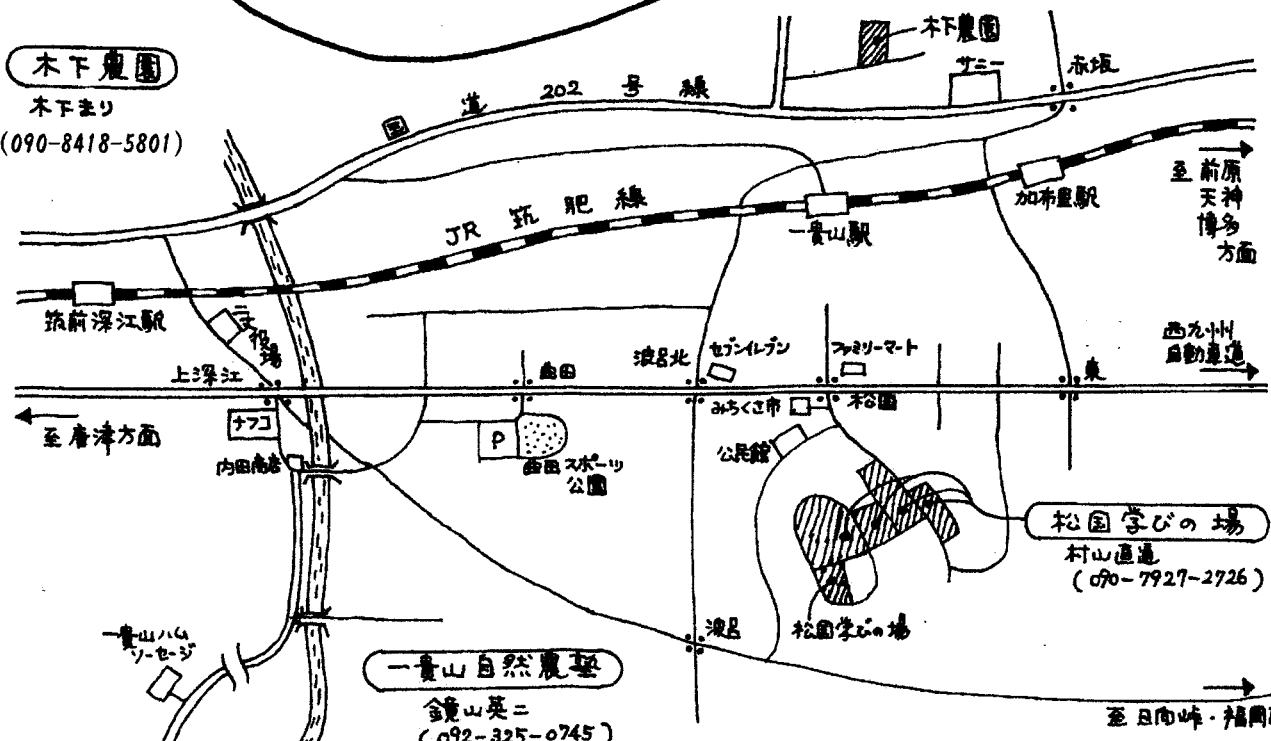 木下農園
木下まり
(090-8418-5801)
国道 202 号線
木下農園
サニー
赤坂
JR 筑肥線
一貴山駅
加布里駅
至 前原
天神
博多
方面
筑前深江駅
二丈役場
上深江
曲田
波呂北
セブンイレブン
ファミリーマート
東
西九州
自動車道
至 唐津方面
ナフコ
内田商店
P
曲田スポーツ
公園
みちくさ市
松国
公民館
松国学びの場
村山直通
(090-7927-2726)
松国学びの場
波呂
一貴山ハム
ソーセージ
一貴山自然農塾
鏡山英二
(092-325-0745)
至 日向峠・福岡